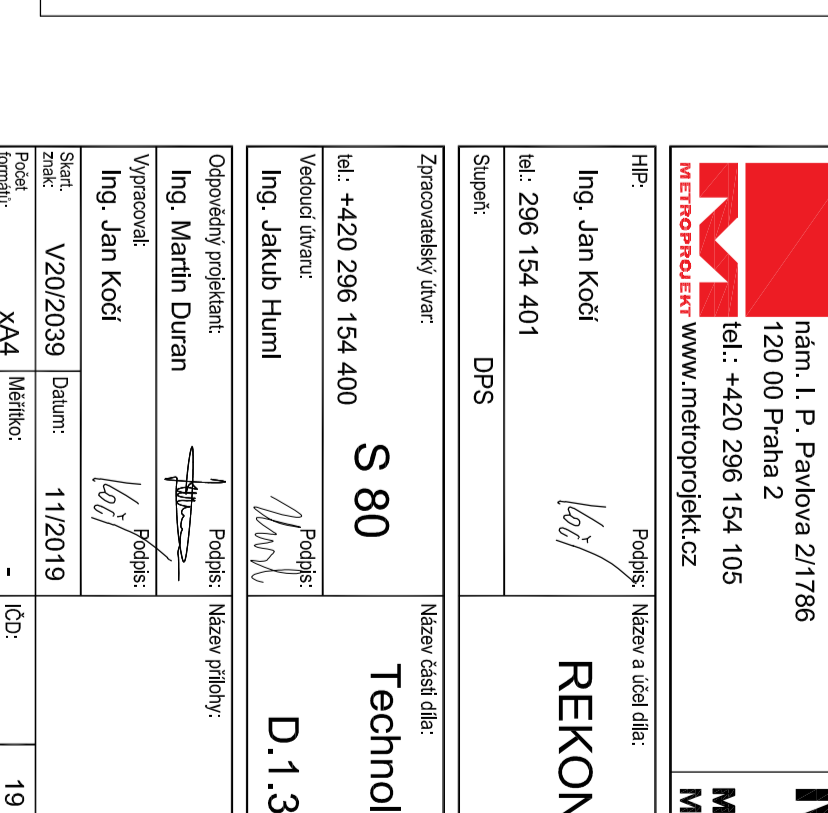 nám. I. P. Pavlova 2/1786
120 00 Praha 2
tel.: +420 296 154 105
METROPROJEKT www.metroprojekt.cz
HIP:
Podpis:
Název a účel díla:
Ing. Jan Kočí
Kočí
REKON
tel.: 296 154 401
Stupeň:
DPS
Zpracovatelský útvar:
Název části díla:
tel.: +420 296 154 400
S 80
Technol
Vedoucí útvaru:
Podpis:
Ing. Jakub Huml
D.1.3
Odpovědný projektant:
Podpis:
Název přílohy:
Ing. Martin Duran
Vypracoval:
Podpis:
Ing. Jan Kočí
Kočí
Skart. znak:
V20/2039
Datum:
11/2019
Počet formátů:
xA4
Měřítko:
-
IČD:
19